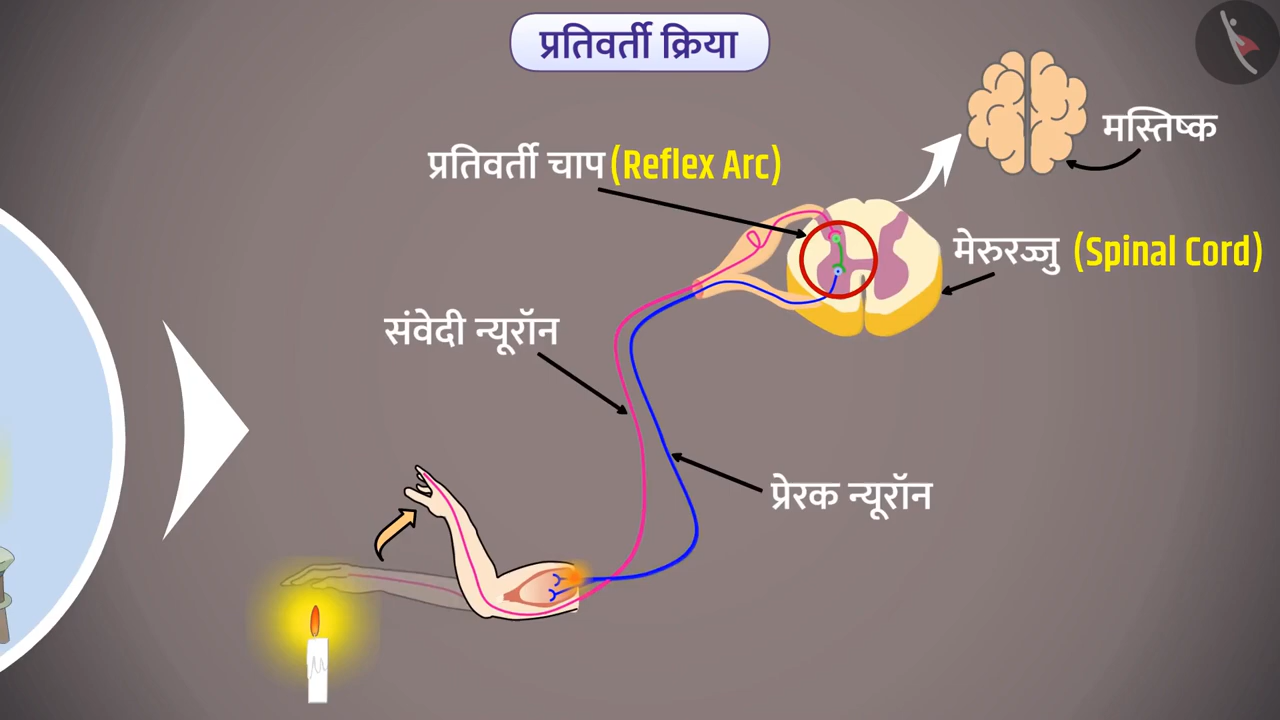 प्रतिवर्ती क्रिया
मस्तिष्क
प्रतिवर्ती चाप (Reflex Arc)
मेरुरज्जु (Spinal Cord)
संवेदी न्यूरॉन
प्रेरक न्यूरॉन